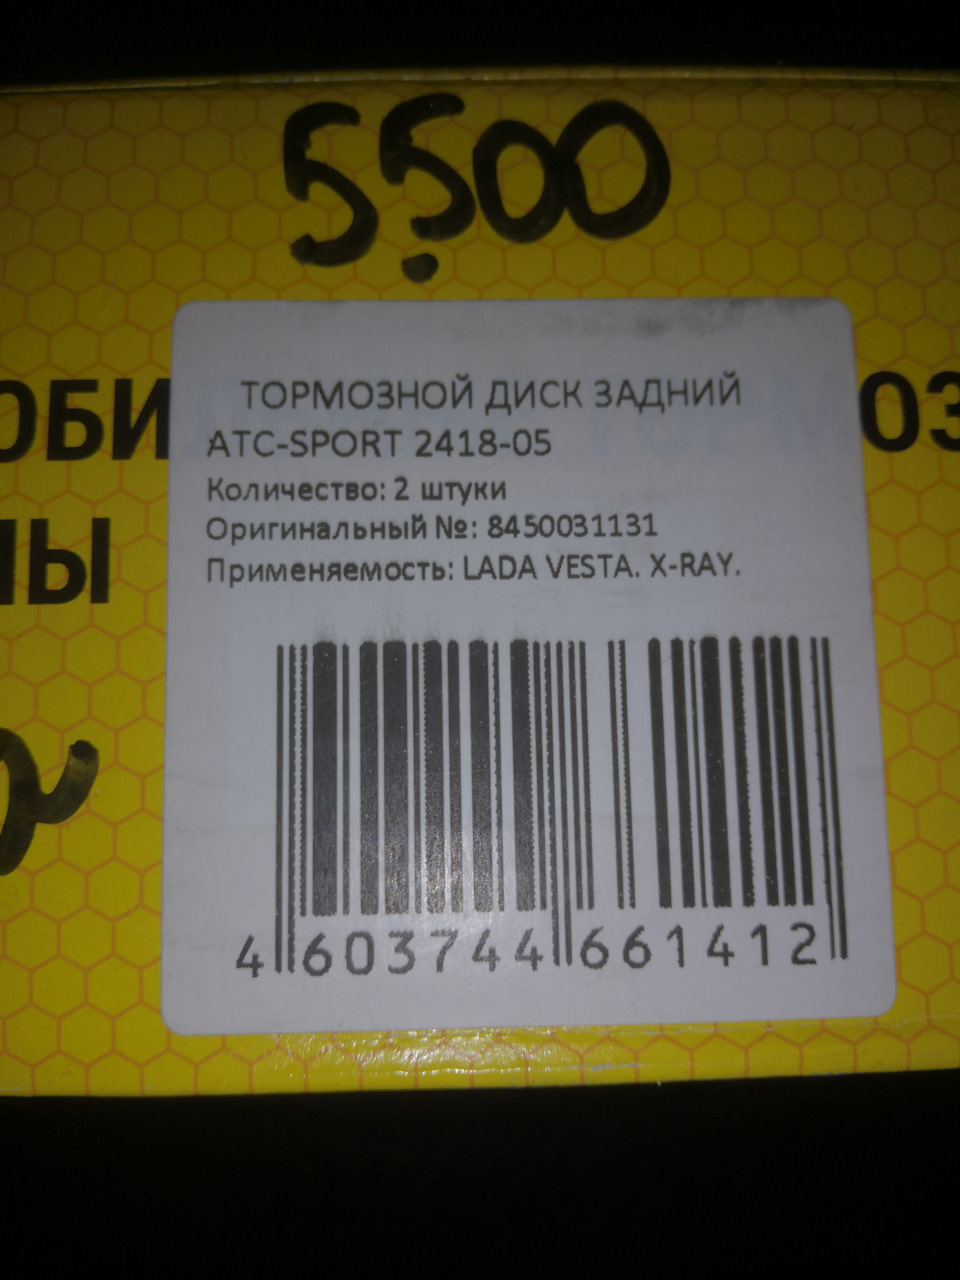 5500
ТОРМОЗНОЙ ДИСК ЗАДНИЙ
ATC-SPORT 2418-05
Количество: 2 штуки
Оригинальный №: 8450031131
Применяемость: LADA VESTA. X-RAY.
4 603744 661412